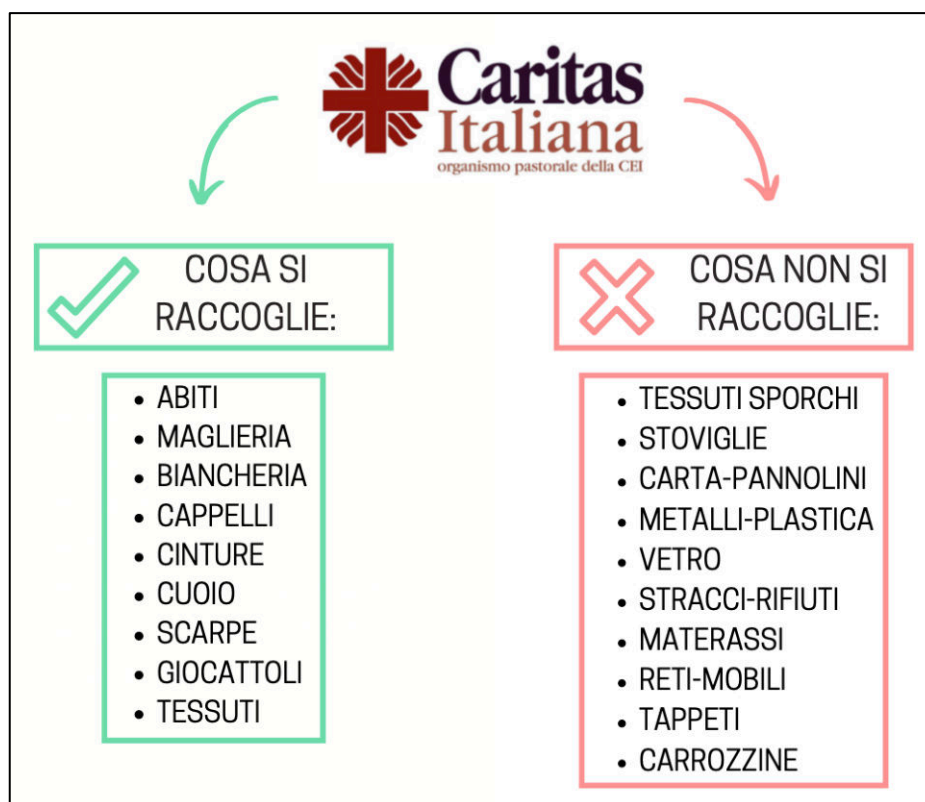 Caritas
Italiana
organismo pastorale della CEI
COSA SI
RACCOGLIE:
ABITI
MAGLIERIA
BIANCHERIA
CAPPELLI
CINTURE
CUOIO
SCARPE
GIOCATTOLI
TESSUTI
COSA NON SI
RACCOGLIE:
TESSUTI SPORCHI
STOVIGLIE
CARTA-PANNOLINI
METALLI-PLASTICA
VETRO
STRACCI-RIFIUTI
MATERASSI
RETI-MOBILI
TAPPETI
CARROZZINE